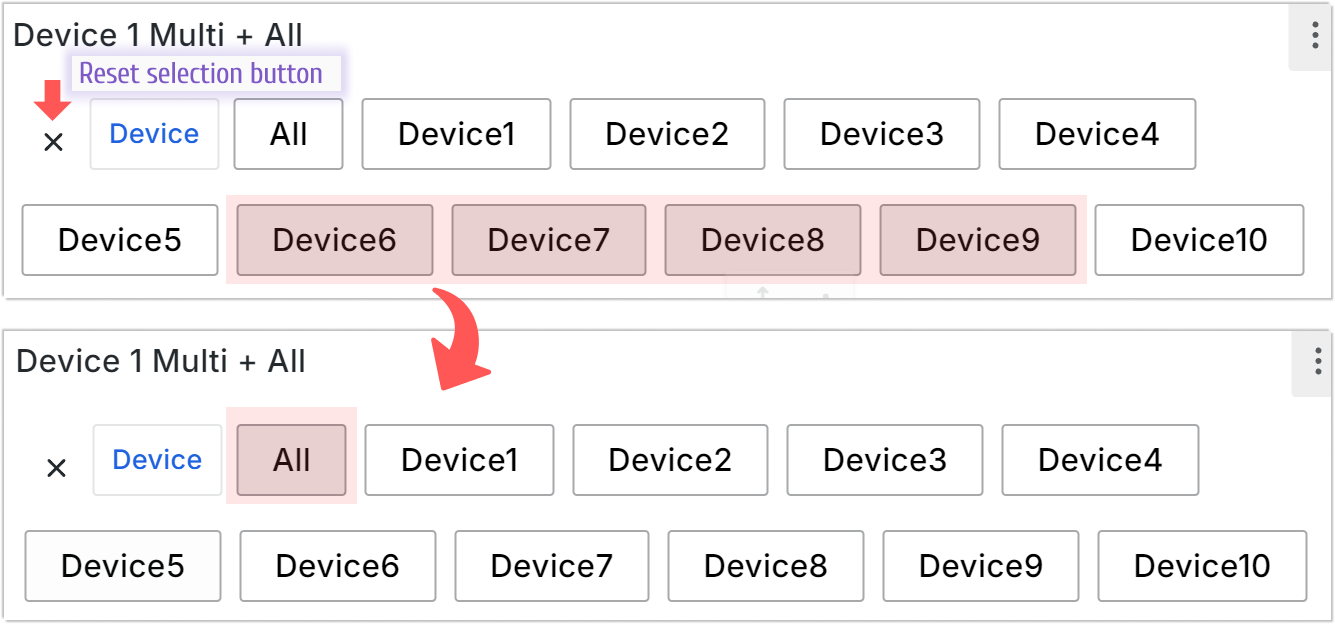 Device 1 Multi + All
Reset selection button
Device All Device1 Device2 Device3 Device4
Device5 Device6 Device7 Device8 Device9 Device10
Device 1 Multi + All
Device All Device1 Device2 Device3 Device4
Device5 Device6 Device7 Device8 Device9 Device10